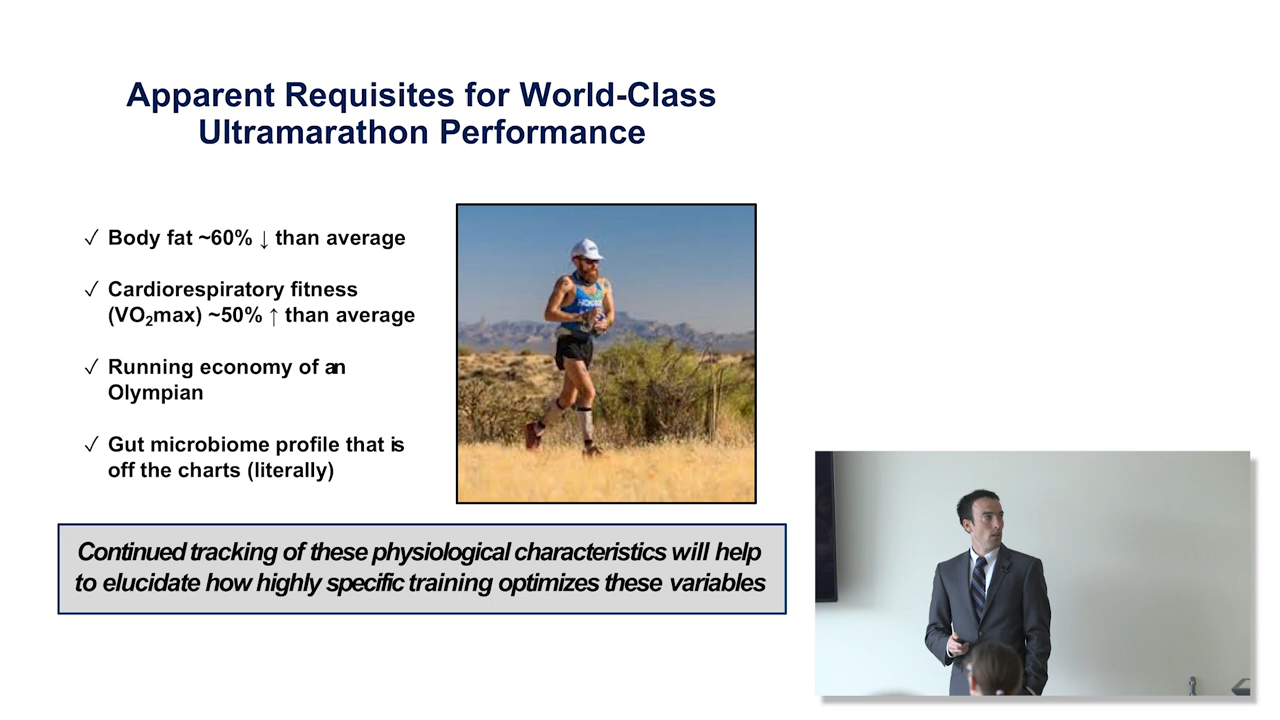 Apparent Requisites for World-Class
Ultramarathon Performance
✓ Body fat ~60% ↓ than average
✓ Cardiorespiratory fitness
(VO₂max) ~50% ↑ than average
✓ Running economy of an
Olympian
✓ Gut microbiome profile that is
off the charts (literally)
Continued tracking of these physiological characteristics will help
to elucidate how highly specific training optimizes these variables